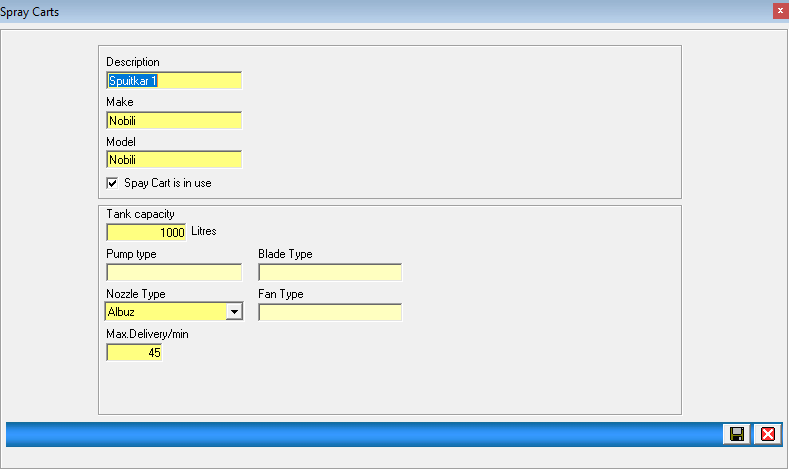 Spray Carts
Description
Spuitkar 1
Make
Nobili
Model
Nobili
Spay Cart is in use
Tank capacity
1000 Litres
Pump type Blade Type
Nozzle Type Fan Type
Albuz
Max.Delivery/min
45